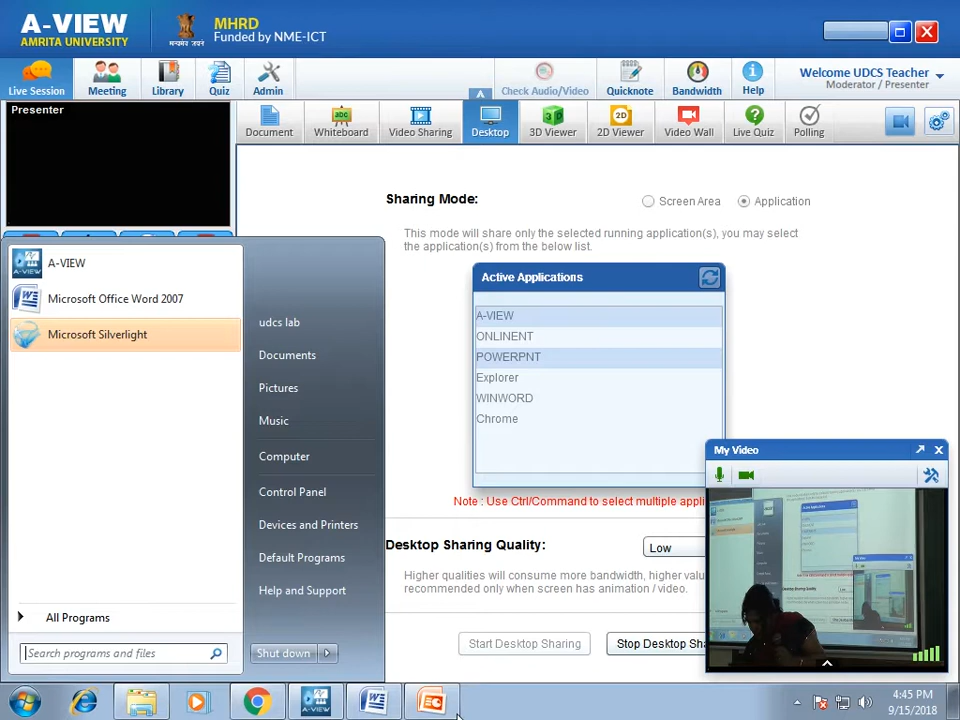 A-VIEW
AMRITA UNIVERSITY
सत्यमेव जयते
MHRD
Funded by NME-ICT
Live Session
Meeting
Library
Quiz
Admin
Check Audio/Video
Quicknote
Bandwidth
Help
Welcome UDCS Teacher
Moderator / Presenter
Presenter
Document
Whiteboard
Video Sharing
Desktop
3D Viewer
2D Viewer
Video Wall
Live Quiz
Polling
Sharing Mode:
Screen Area
Application
This mode will share only the selected running application(s), you may select
the application(s) from the below list.
Active Applications
A-VIEW
ONLINENT
POWERPNT
Explorer
WINWORD
Chrome
Note : Use Ctrl/Command to select multiple appli
Desktop Sharing Quality:
Low
Higher qualities will consume more bandwidth, higher valu
recommended only when screen has animation / video.
Start Desktop Sharing
Stop Desktop Sha
My Video
A-VIEW
Microsoft Office Word 2007
Microsoft Silverlight
All Programs
Search programs and files
udcs lab
Documents
Pictures
Music
Computer
Control Panel
Devices and Printers
Default Programs
Help and Support
Shut down
4:45 PM
9/15/2018